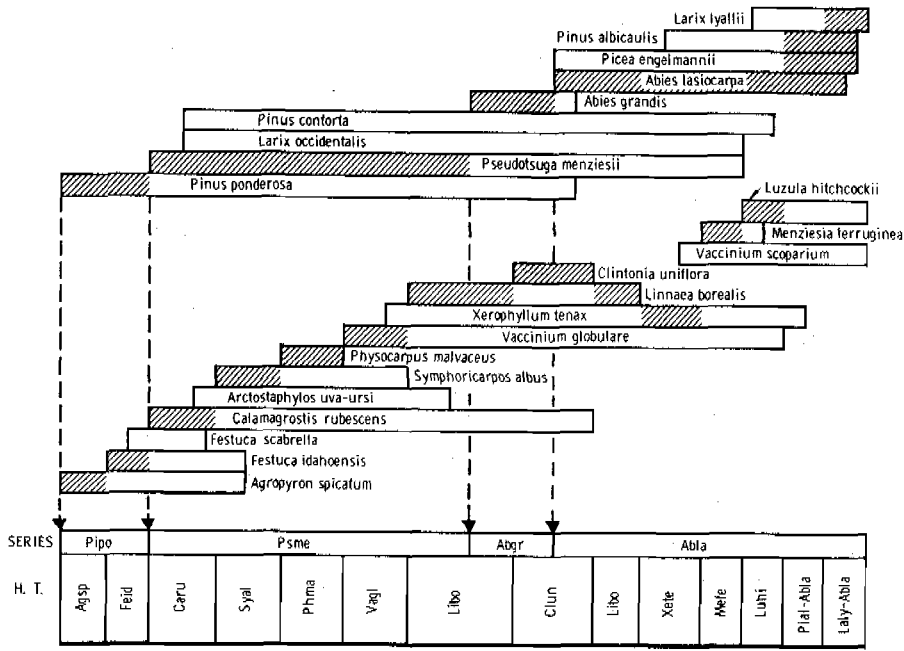 Larix lyallii
Pinus albicaulis
Picea engelmannii
Abies lasiocarpa
Abies grandis
Pinus contorta
Larix occidentalis
Pseudotsuga menziesii
Pinus ponderosa
Luzula hitchcockii
Menziesia ferruginea
Vaccinium scoparium
Clintonia uniflora
Linnaea borealis
Xerophyllum tenax
Vaccinium globulare
Physocarpus malvaceus
Symphoricarpos albus
Arctostaphylos uva-ursi
Calamagrostis rubescens
Festuca scabrella
Festuca idahoensis
Agropyron spicatum
SERIES Pipo Psme Abgr Abla
H. T. Agsp Feid Caru Syal Phma Vagl Libo Clun Libo Xete Mefe Luhi Pial-Abla Laly-Abla